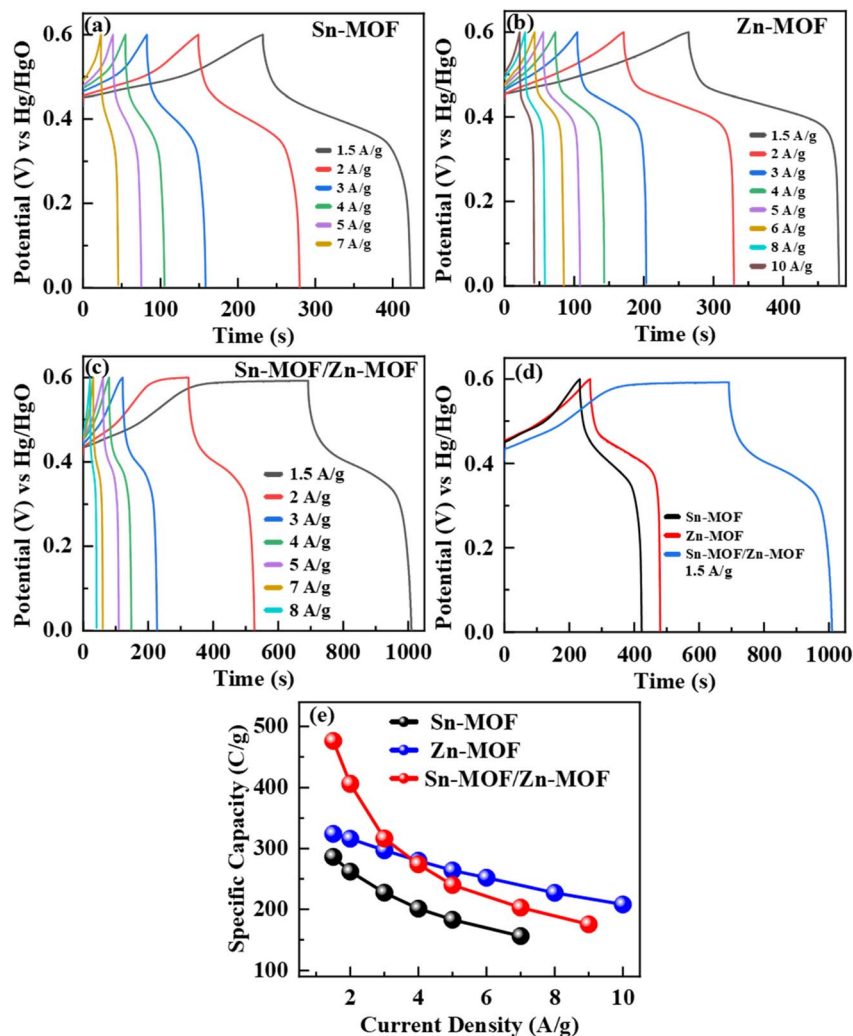 (a)
Sn-MOF
Potential (V) vs Hg/HgO
0.6
0.4
0.2
0.0
1.5 A/g
2 A/g
3 A/g
4 A/g
5 A/g
7 A/g
0
100
200
300
400
Time (s)
(b)
Zn-MOF
Potential (V) vs Hg/HgO
0.6
0.4
0.2
0.0
1.5 A/g
2 A/g
3 A/g
4 A/g
5 A/g
6 A/g
8 A/g
10 A/g
0
100
200
300
400
Time (s)
(c)
Sn-MOF/Zn-MOF
Potential (V) vs Hg/HgO
0.6
0.4
0.2
0.0
1.5 A/g
2 A/g
3 A/g
4 A/g
5 A/g
7 A/g
8 A/g
0
200
400
600
800
1000
Time (s)
(d)
Potential (V) vs Hg/HgO
0.6
0.4
0.2
0.0
Sn-MOF
Zn-MOF
Sn-MOF/Zn-MOF
1.5 A/g
0
200
400
600
800
1000
Time (s)
(e)
Specific Capacity (C/g)
500
400
300
200
100
Sn-MOF
Zn-MOF
Sn-MOF/Zn-MOF
2
4
6
8
10
Current Density (A/g)